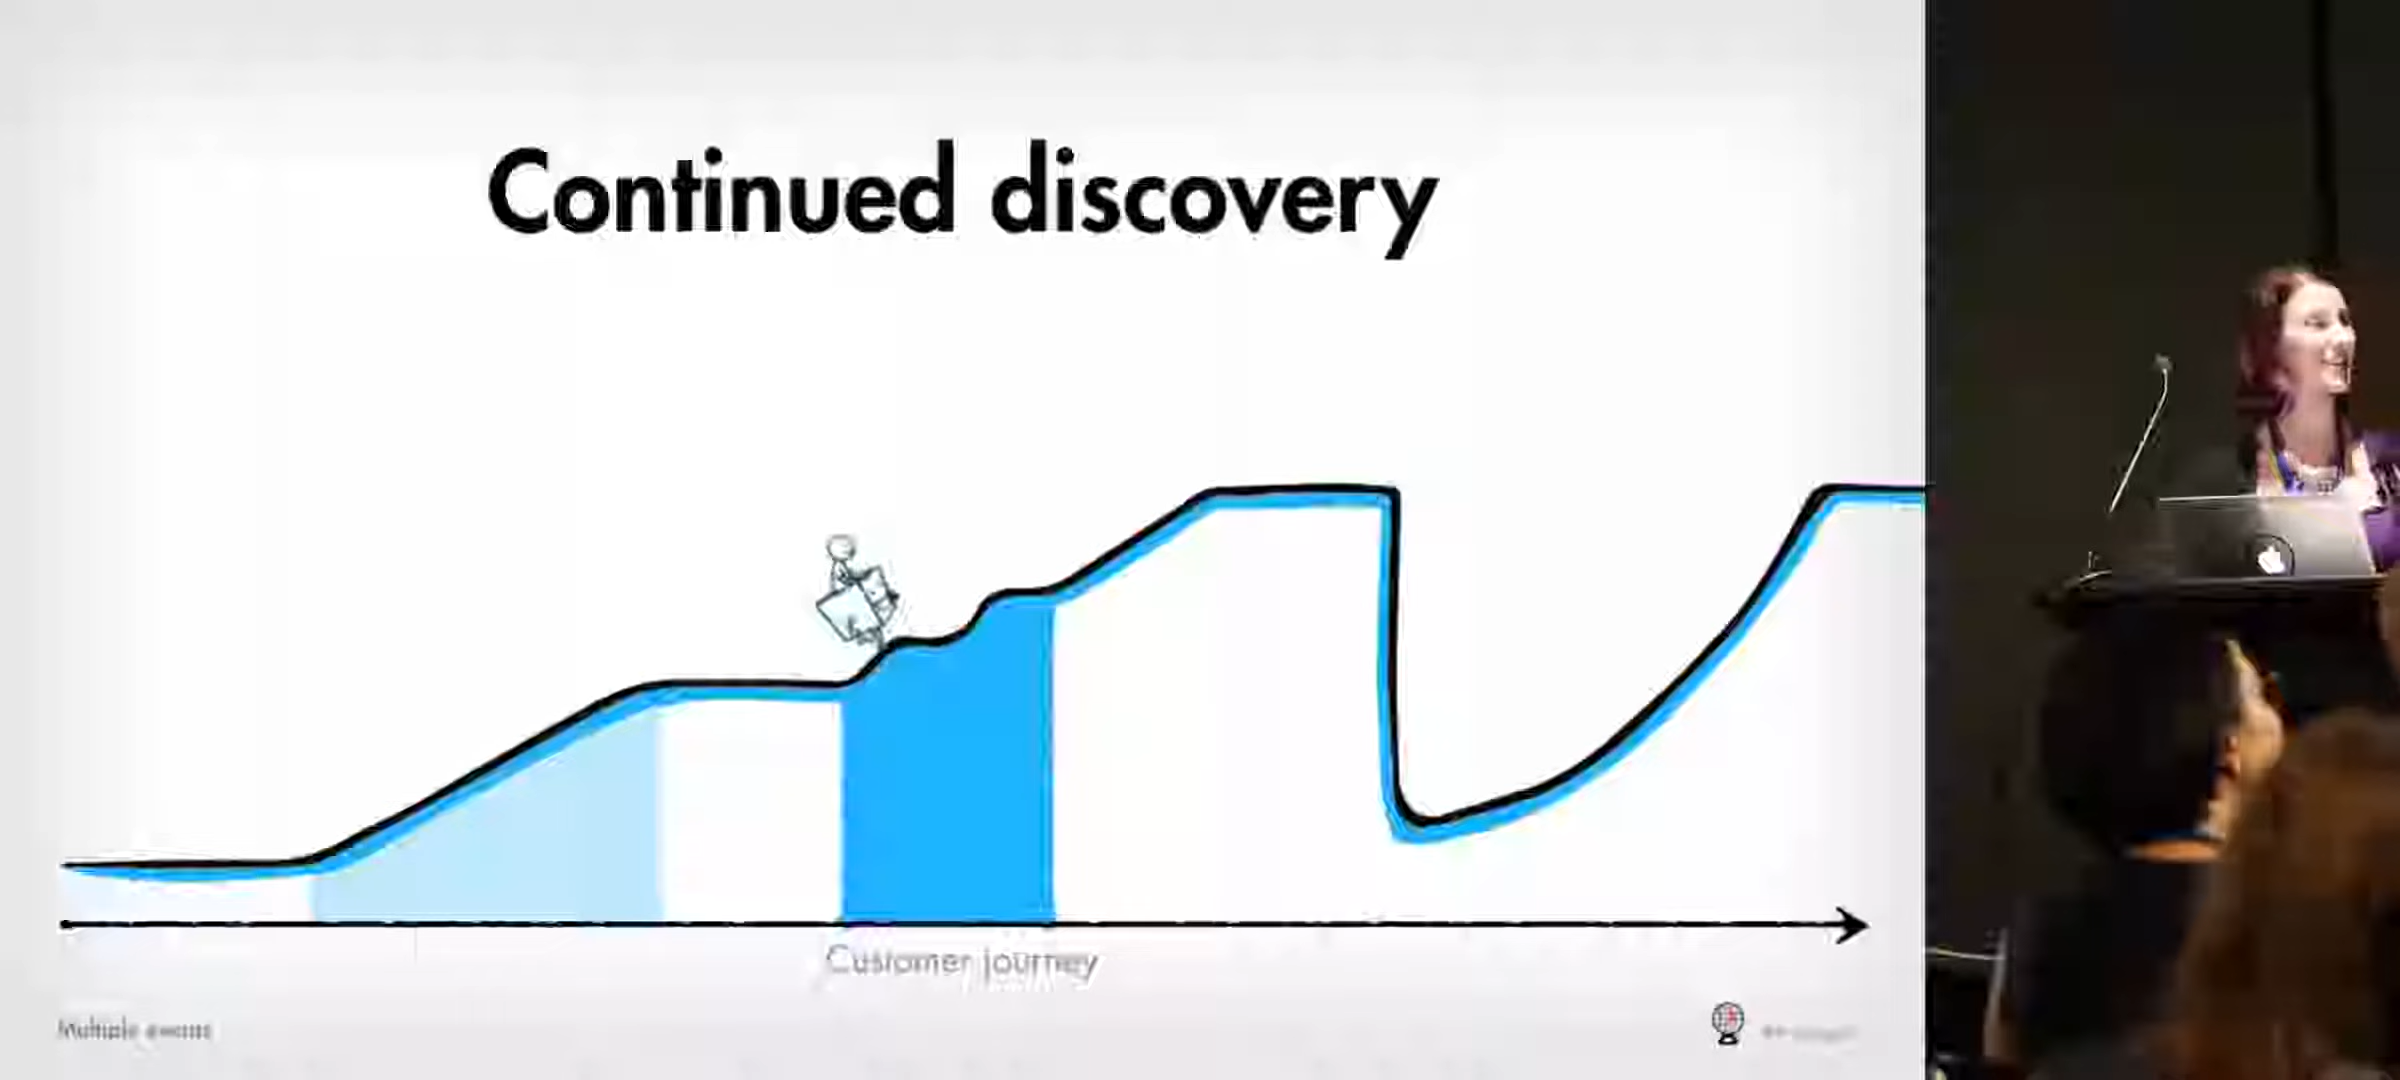 Continued discovery
Customer journey
Multiple events